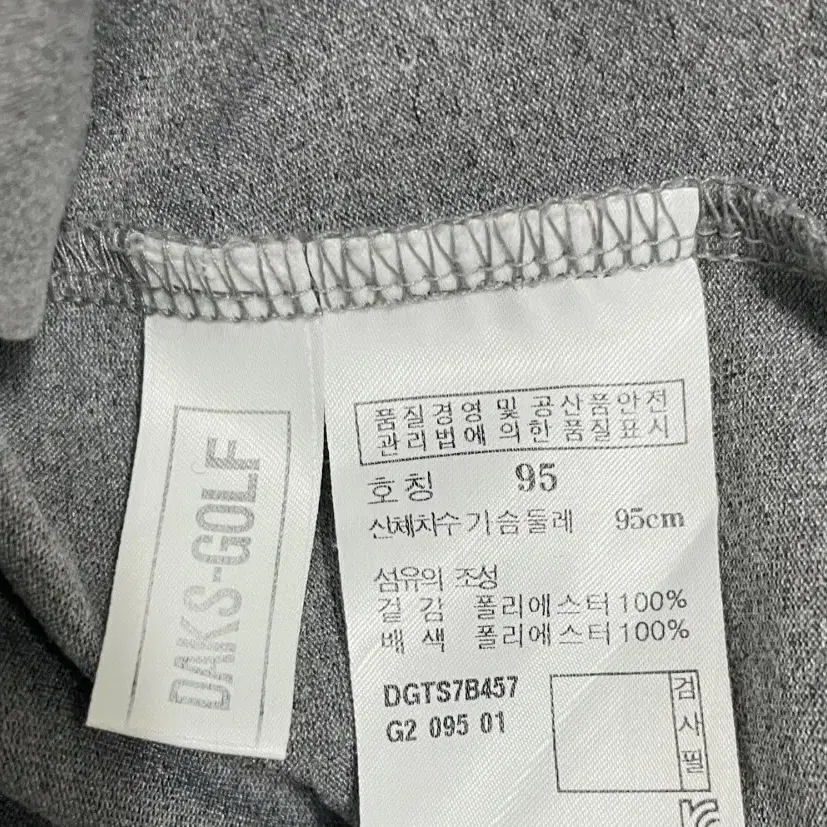 DAKS-GOLF
품질경영 및 공산품안전
관리법에 의한 품질표시
호칭 95
신체치수 가슴둘레 95cm
섬유의 조성
겉 감 폴리에스터 100%
배 색 폴리에스터 100%
DGTS7B457
G2 095 01
검사필